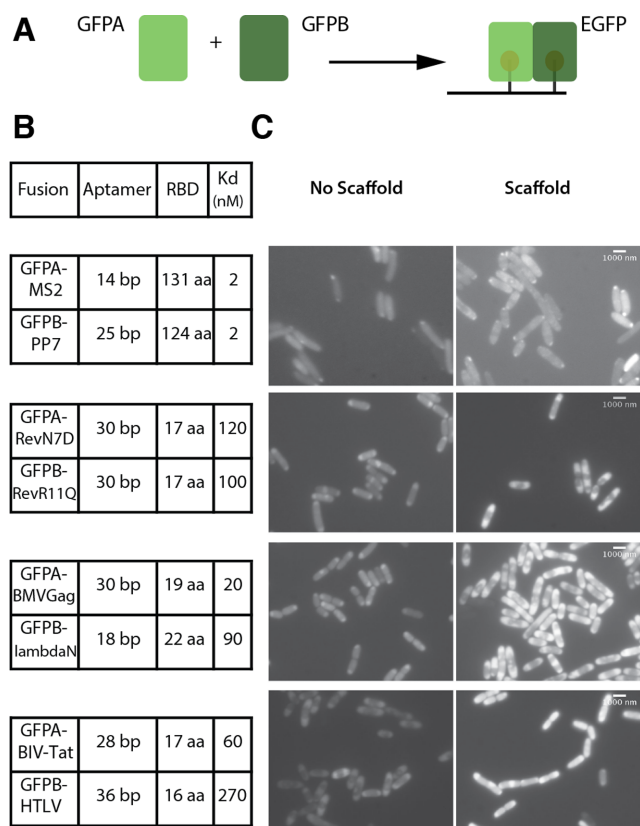 A
GFPA
+
GFPB
EGFP
B
C
Fusion Aptamer RBD Kd
(nM)
No Scaffold Scaffold
GFPA-
MS2 14 bp 131 aa 2
GFPB-
PP7 25 bp 124 aa 2
1000 nm
GFPA-
RevN7D 30 bp 17 aa 120
GFPB-
RevR11Q 30 bp 17 aa 100
1000 nm
GFPA-
BMVGag 30 bp 19 aa 20
GFPB-
lambdaN 18 bp 22 aa 90
1000 nm
GFPA-
BIV-Tat 28 bp 17 aa 60
GFPB-
HTLV 36 bp 16 aa 270
1000 nm